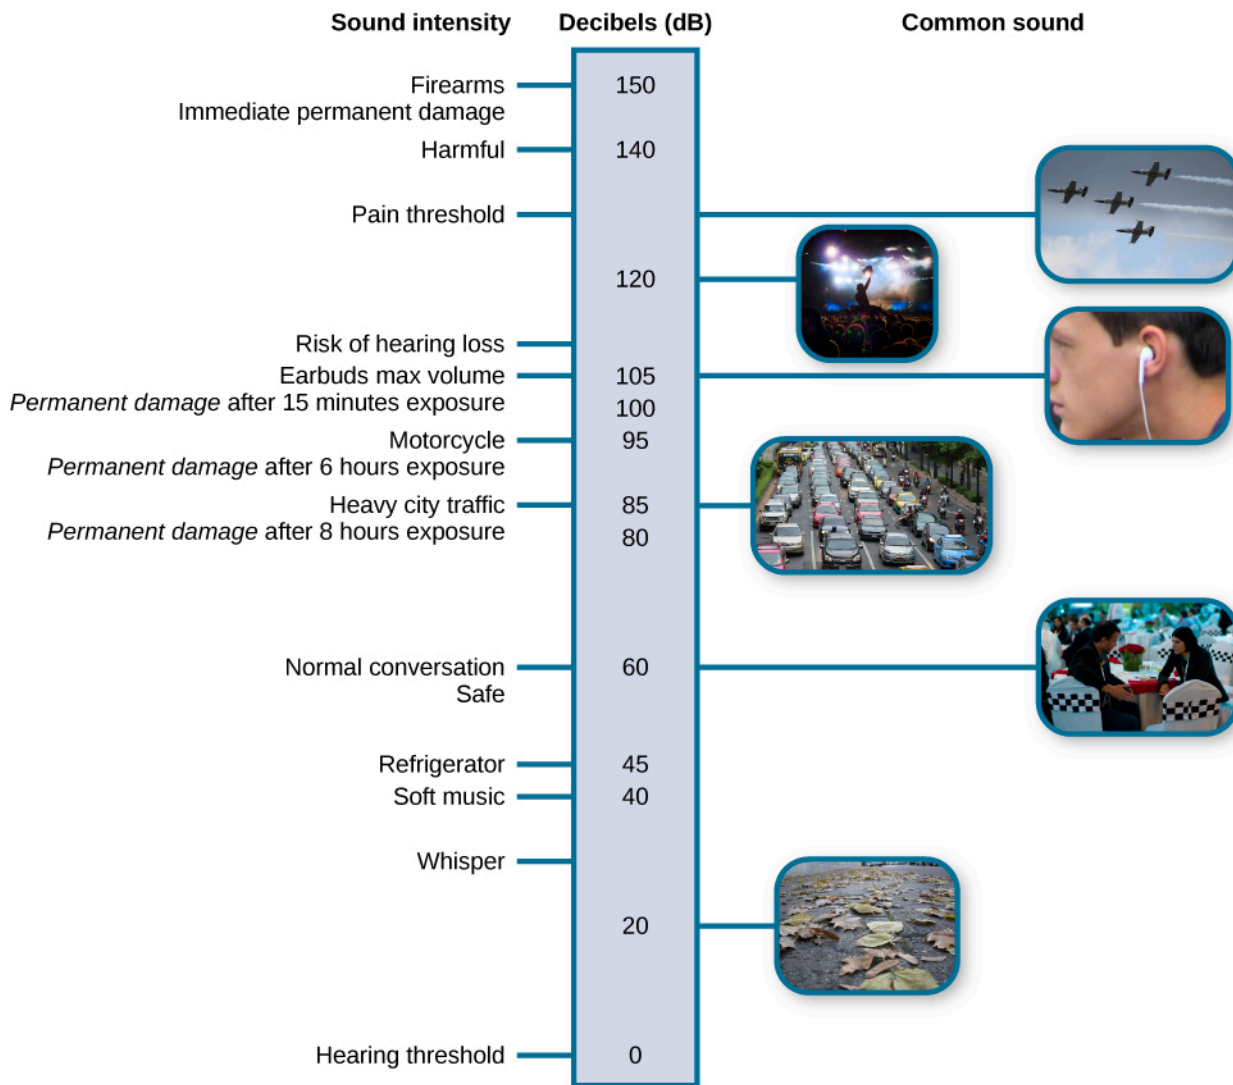 Sound intensity Decibels (dB) Common sound
Firearms 150
Immediate permanent damage
Harmful 140
Pain threshold
120
Risk of hearing loss
Earbuds max volume 105
Permanent damage after 15 minutes exposure 100
Motorcycle 95
Permanent damage after 6 hours exposure
Heavy city traffic 85
Permanent damage after 8 hours exposure 80
Normal conversation 60
Safe
Refrigerator 45
Soft music 40
Whisper
20
Hearing threshold 0